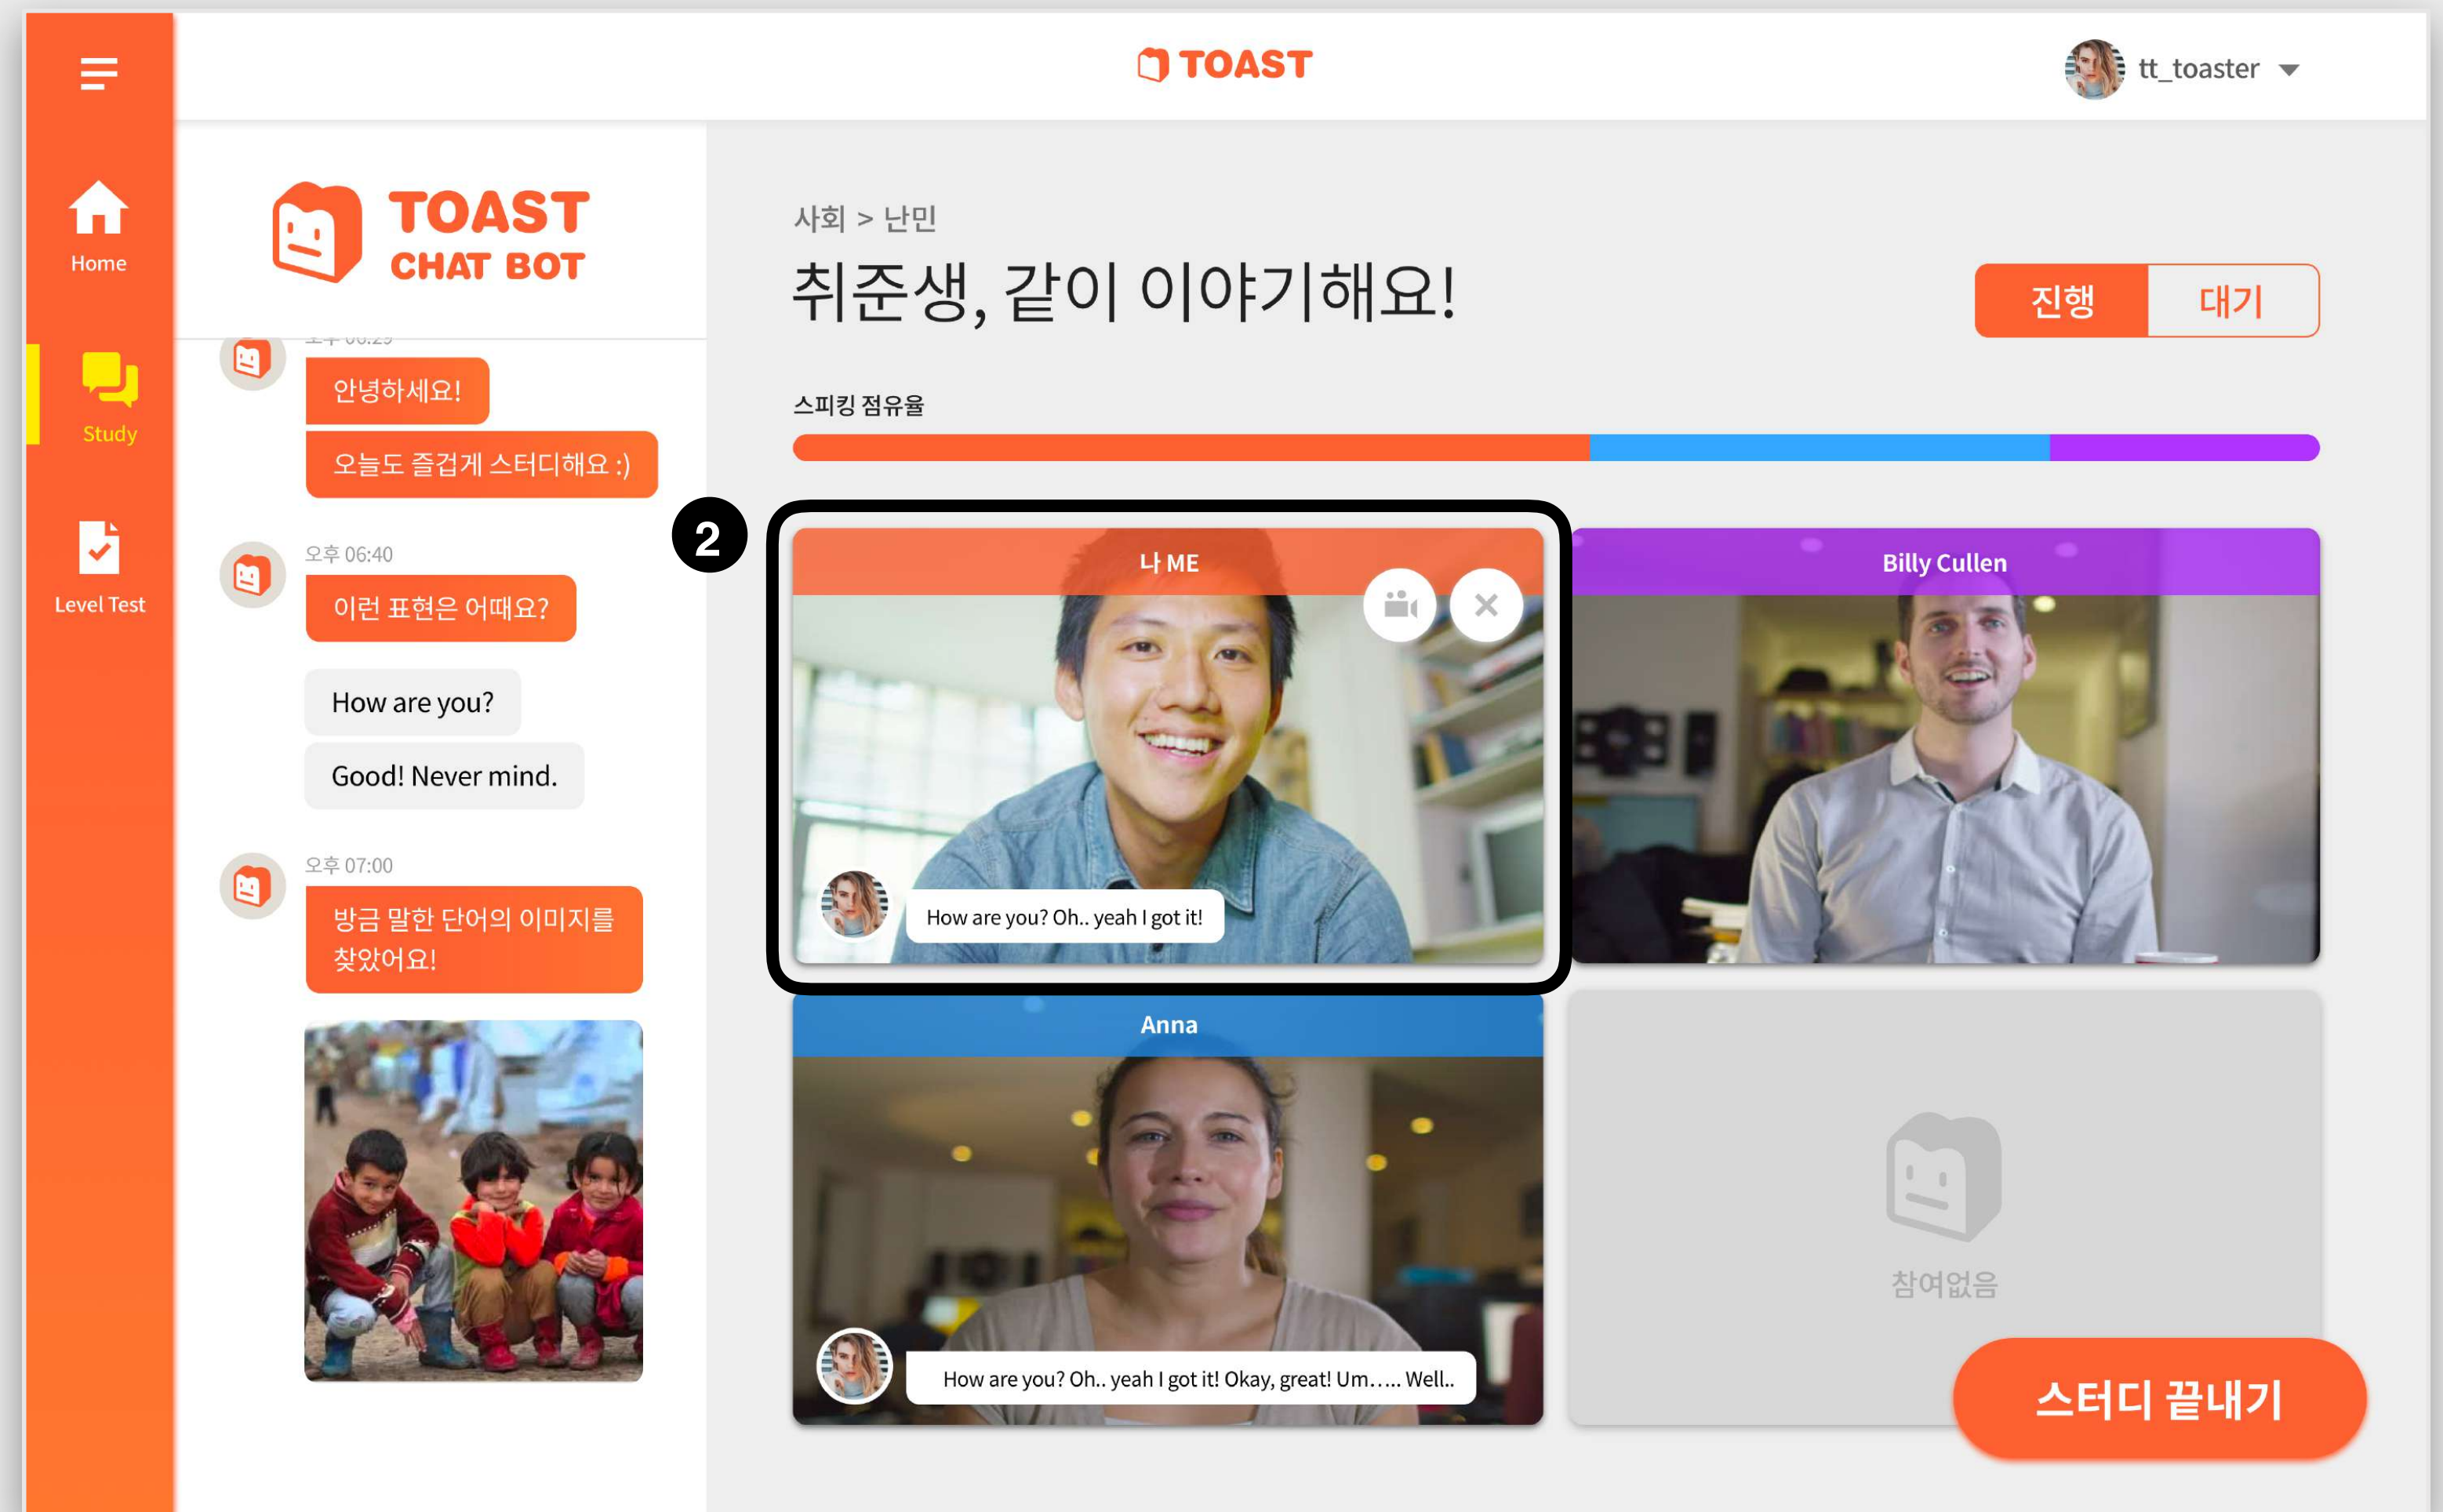 TOAST
tt_toaster
Home
Study
Level Test
TOAST
CHAT BOT
오후 06:29
안녕하세요!
오늘도 즐겁게 스터디해요 :)
오후 06:40
이런 표현은 어때요?
How are you?
Good! Never mind.
오후 07:00
방금 말한 단어의 이미지를
찾았어요!
사회 > 난민
취준생, 같이 이야기해요!
진행
대기
스피킹 점유율
2
나 ME
How are you? Oh.. yeah I got it!
Billy Cullen
Anna
How are you? Oh.. yeah I got it! Okay, great! Um..... Well..
참여없음
스터디 끝내기